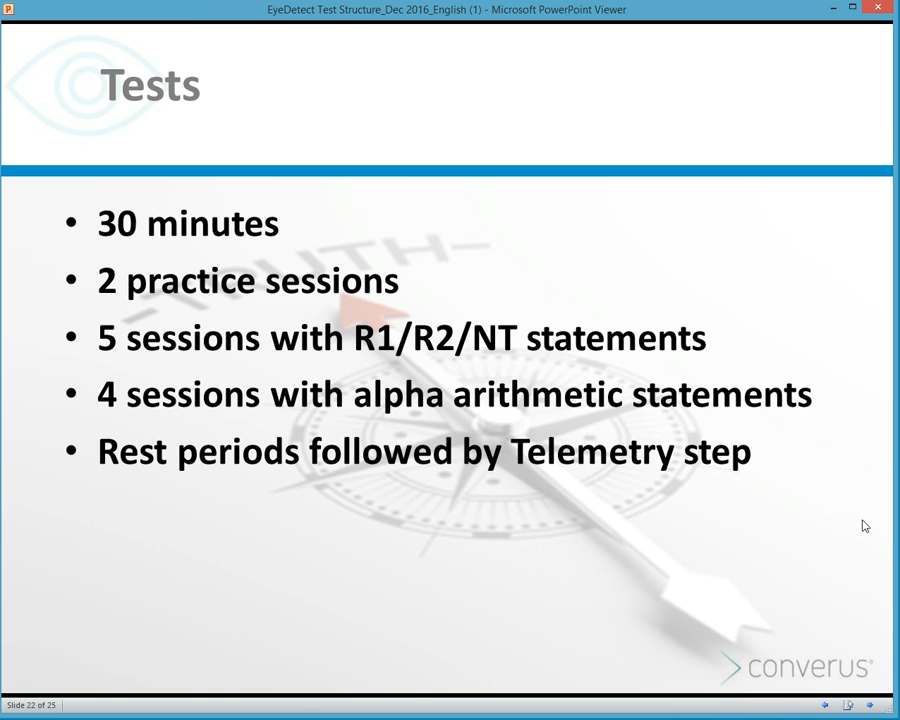 EyeDetect Test Structure_Dec 2016_English (1) - Microsoft PowerPoint Viewer
Tests
TRUTH
• 30 minutes
• 2 practice sessions
• 5 sessions with R1/R2/NT statements
• 4 sessions with alpha arithmetic statements
• Rest periods followed by Telemetry step
converus®
Slide 22 of 25